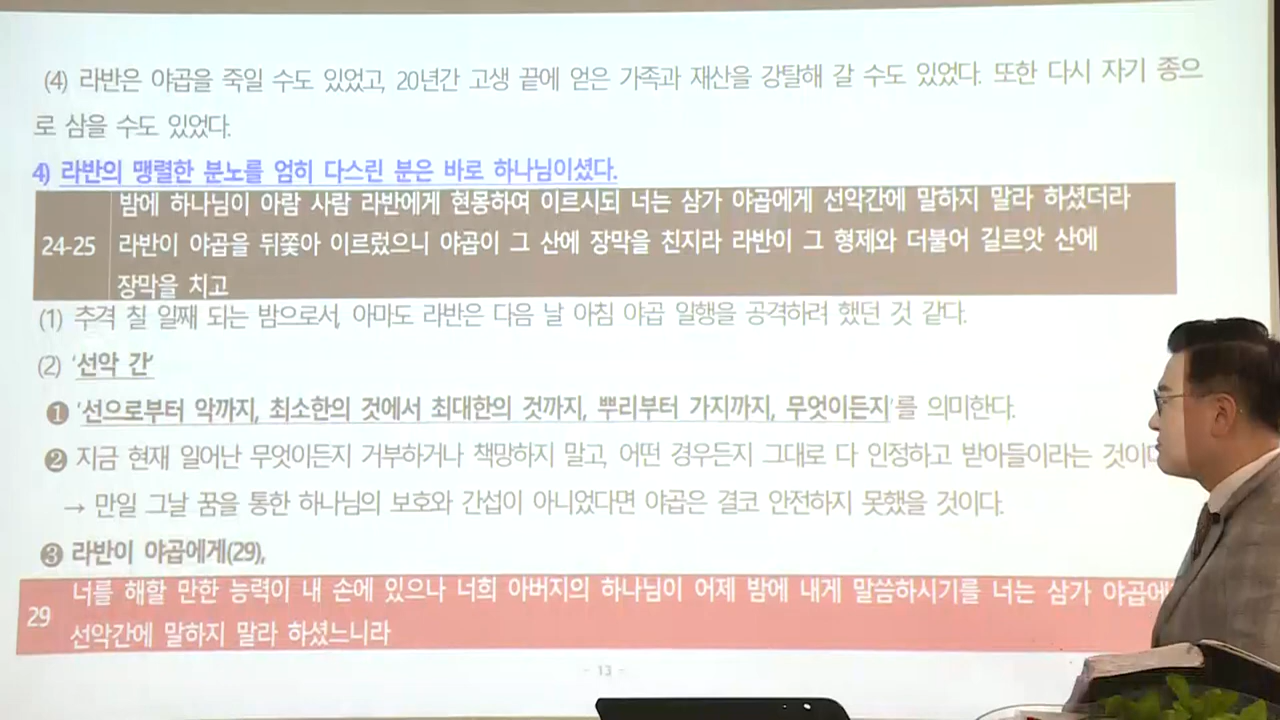 (4) 라반은 야곱을 죽일 수도 있었고, 20년간 고생 끝에 얻은 가족과 재산을 강탈해 갈 수도 있었다. 또한 다시 자기 종으
로 삼을 수도 있었다.
4) 라반의 맹렬한 분노를 엄히 다스린 분은 바로 하나님이셨다.
밤에 하나님이 아람 사람 라반에게 현몽하여 이르시되 너는 삼가 야곱에게 선악간에 말하지 말라 하셨더라
24-25 라반이 야곱을 뒤쫓아 이르렀으니 야곱이 그 산에 장막을 친지라 라반이 그 형제와 더불어 길르앗 산에
장막을 치고
(1) 추격 칠 일째 되는 밤으로서, 아마도 라반은 다음 날 아침 야곱 일행을 공격하려 했던 것 같다.
(2) '선악 간'
❶ '선으로부터 악까지, 최소한의 것에서 최대한의 것까지, 뿌리부터 가지까지, 무엇이든지'를 의미한다.
❷ 지금 현재 일어난 무엇이든지 거부하거나 책망하지 말고, 어떤 경우든지 그대로 다 인정하고 받아들이라는 것이
→ 만일 그날 꿈을 통한 하나님의 보호와 간섭이 아니었다면 야곱은 결코 안전하지 못했을 것이다.
❸ 라반이 야곱에게(29),
너를 해할 만한 능력이 내 손에 있으나 너희 아버지의 하나님이 어제 밤에 내게 말씀하시기를 너는 삼가 야곱에
29 선악간에 말하지 말라 하셨느니라
- 13 -